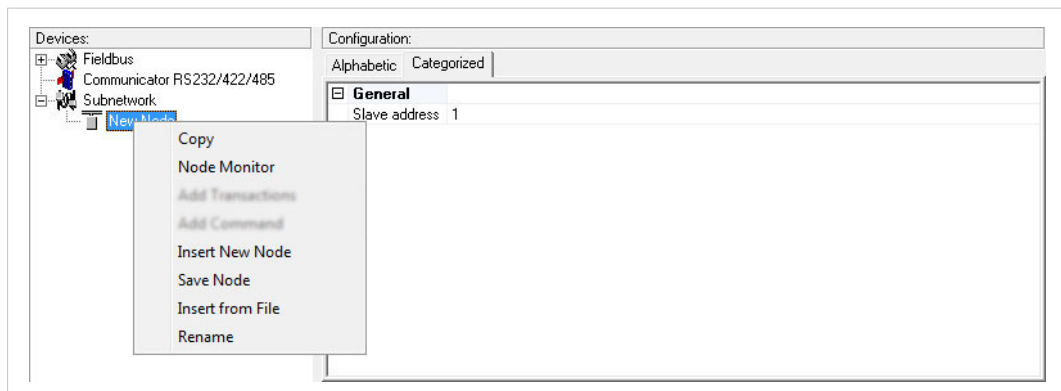 Devices:
Configuration:
Fieldbus
Communicator RS232/422/485
Subnetwork
New Node
Alphabetic Categorized
General
Slave address 1
Copy
Node Monitor
Add Transactions
Add Command
Insert New Node
Save Node
Insert from File
Rename